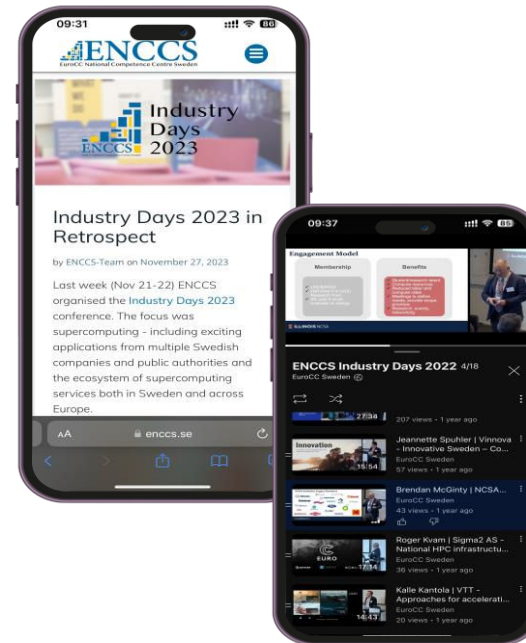 09:31
86
ENCCS
EuroCC National Competence Centre Sweden
Industry
Days
2023
ENCCS
Industry Days 2023 in
Retrospect
by ENCCS-Team on November 27, 2023
Last week (Nov 21-22) ENCCS
organised the Industry Days 2023
conference. The focus was
supercomputing - including exciting
applications from multiple Swedish
companies and public authorities and
the ecosystem of supercomputing
services both in Sweden and across
Europe.
AA
enccs.se
09:37
85
Engagement Model
Membership
Benefits
ILLINOIS NCSA
ENCCS Industry Days 2022 4/18
EuroCC Sweden
27:34
207 views • 1 year ago
Innovation
15:54
Jeannette Spuhler | Vinnova
- Innovative Sweden – Co...
EuroCC Sweden
57 views • 1 year ago
Brendan McGinty | NCSA...
EuroCC Sweden
43 views • 1 year ago
EURO
17:14
Roger Kvam | Sigma2 AS -
National HPC infrastructu...
EuroCC Sweden
36 views • 1 year ago
14:43
Kalle Kantola | VTT -
Approaches for accelerati...
EuroCC Sweden
20 views • 1 year ago